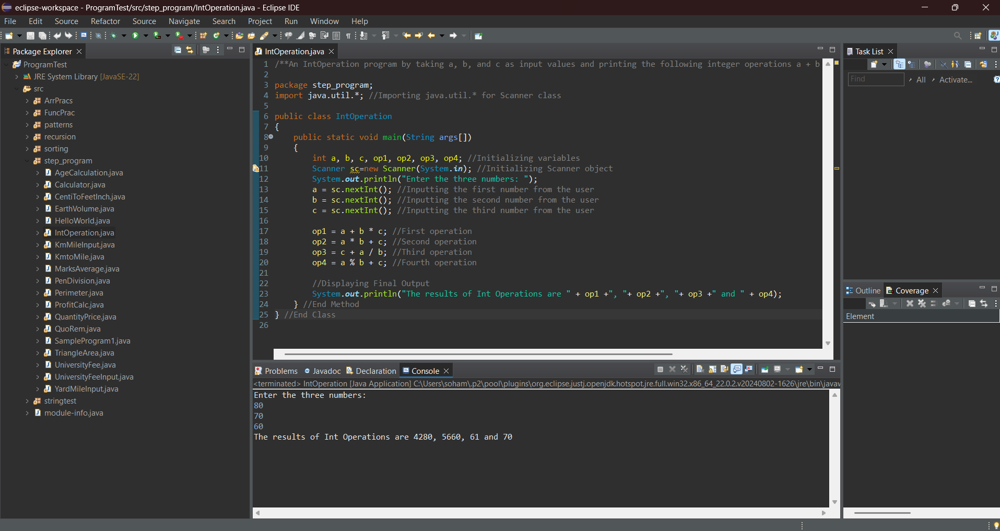 eclipse-workspace - ProgramTest/src/step_program/IntOperation.java - Eclipse IDE
File Edit Source Refactor Source Navigate Search Project Run Window Help
Package Explorer
ProgramTest
JRE System Library [JavaSE-22]
src
ArrPracs
FuncPrac
patterns
recursion
sorting
step_program
AgeCalculation.java
Calculator.java
CentiToFeetInch.java
EarthVolume.java
HelloWorld.java
IntOperation.java
KmMileInput.java
KmtoMile.java
MarksAverage.java
PenDivision.java
Perimeter.java
ProfitCalc.java
QuantityPrice.java
QuoRem.java
SampleProgram1.java
TriangleArea.java
UniversityFee.java
UniversityFeeInput.java
YardMileInput.java
stringtest
module-info.java
IntOperation.java
1 /**An IntOperation program by taking a, b, and c as input values and printing the following integer operations a + b
2
3 package step_program;
4 import java.util.*; //Importing java.util.* for Scanner class
5
6 public class IntOperation
7 {
8 public static void main(String args[])
9 {
10 int a, b, c, op1, op2, op3, op4; //Initializing variables
11 Scanner sc=new Scanner(System.in); //Initializing Scanner object
12 System.out.println("Enter the three numbers: ");
13 a = sc.nextInt(); //Inputting the first number from the user
14 b = sc.nextInt(); //Inputting the second number from the user
15 c = sc.nextInt(); //Inputting the third number from the user
16
17 op1 = a + b * c; //First operation
18 op2 = a * b + c; //Second operation
19 op3 = c + a / b; //Third operation
20 op4 = a % b + c; //Fourth operation
21
22 //Displaying Final Output
23 System.out.println("The results of Int Operations are " + op1 +", "+ op2 +", "+ op3 +" and " + op4);
24 } //End Method
25 } //End Class
26
Problems Javadoc Declaration Console
<terminated> IntOperation [Java Application] C:\Users\soham\.p2\pool\plugins\org.eclipse.justj.openjdk.hotspot.jre.full.win32.x86_64_22.0.2.v20240802-1626\jre\bin\javaw
Enter the three numbers:
80
70
60
The results of Int Operations are 4280, 5660, 61 and 70
Task List
Find All Activate...
Outline Coverage
Element